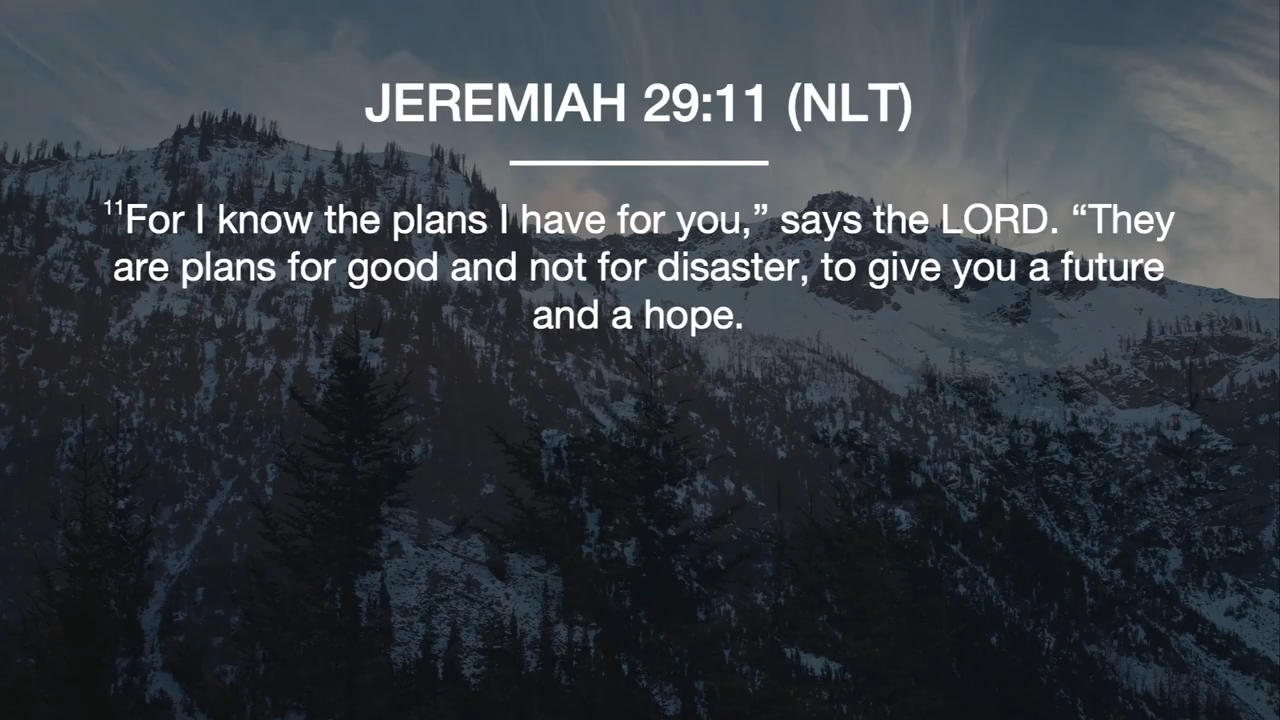 JEREMIAH 29:11 (NLT)
¹¹For I know the plans I have for you,” says the LORD. “They
are plans for good and not for disaster, to give you a future
and a hope.